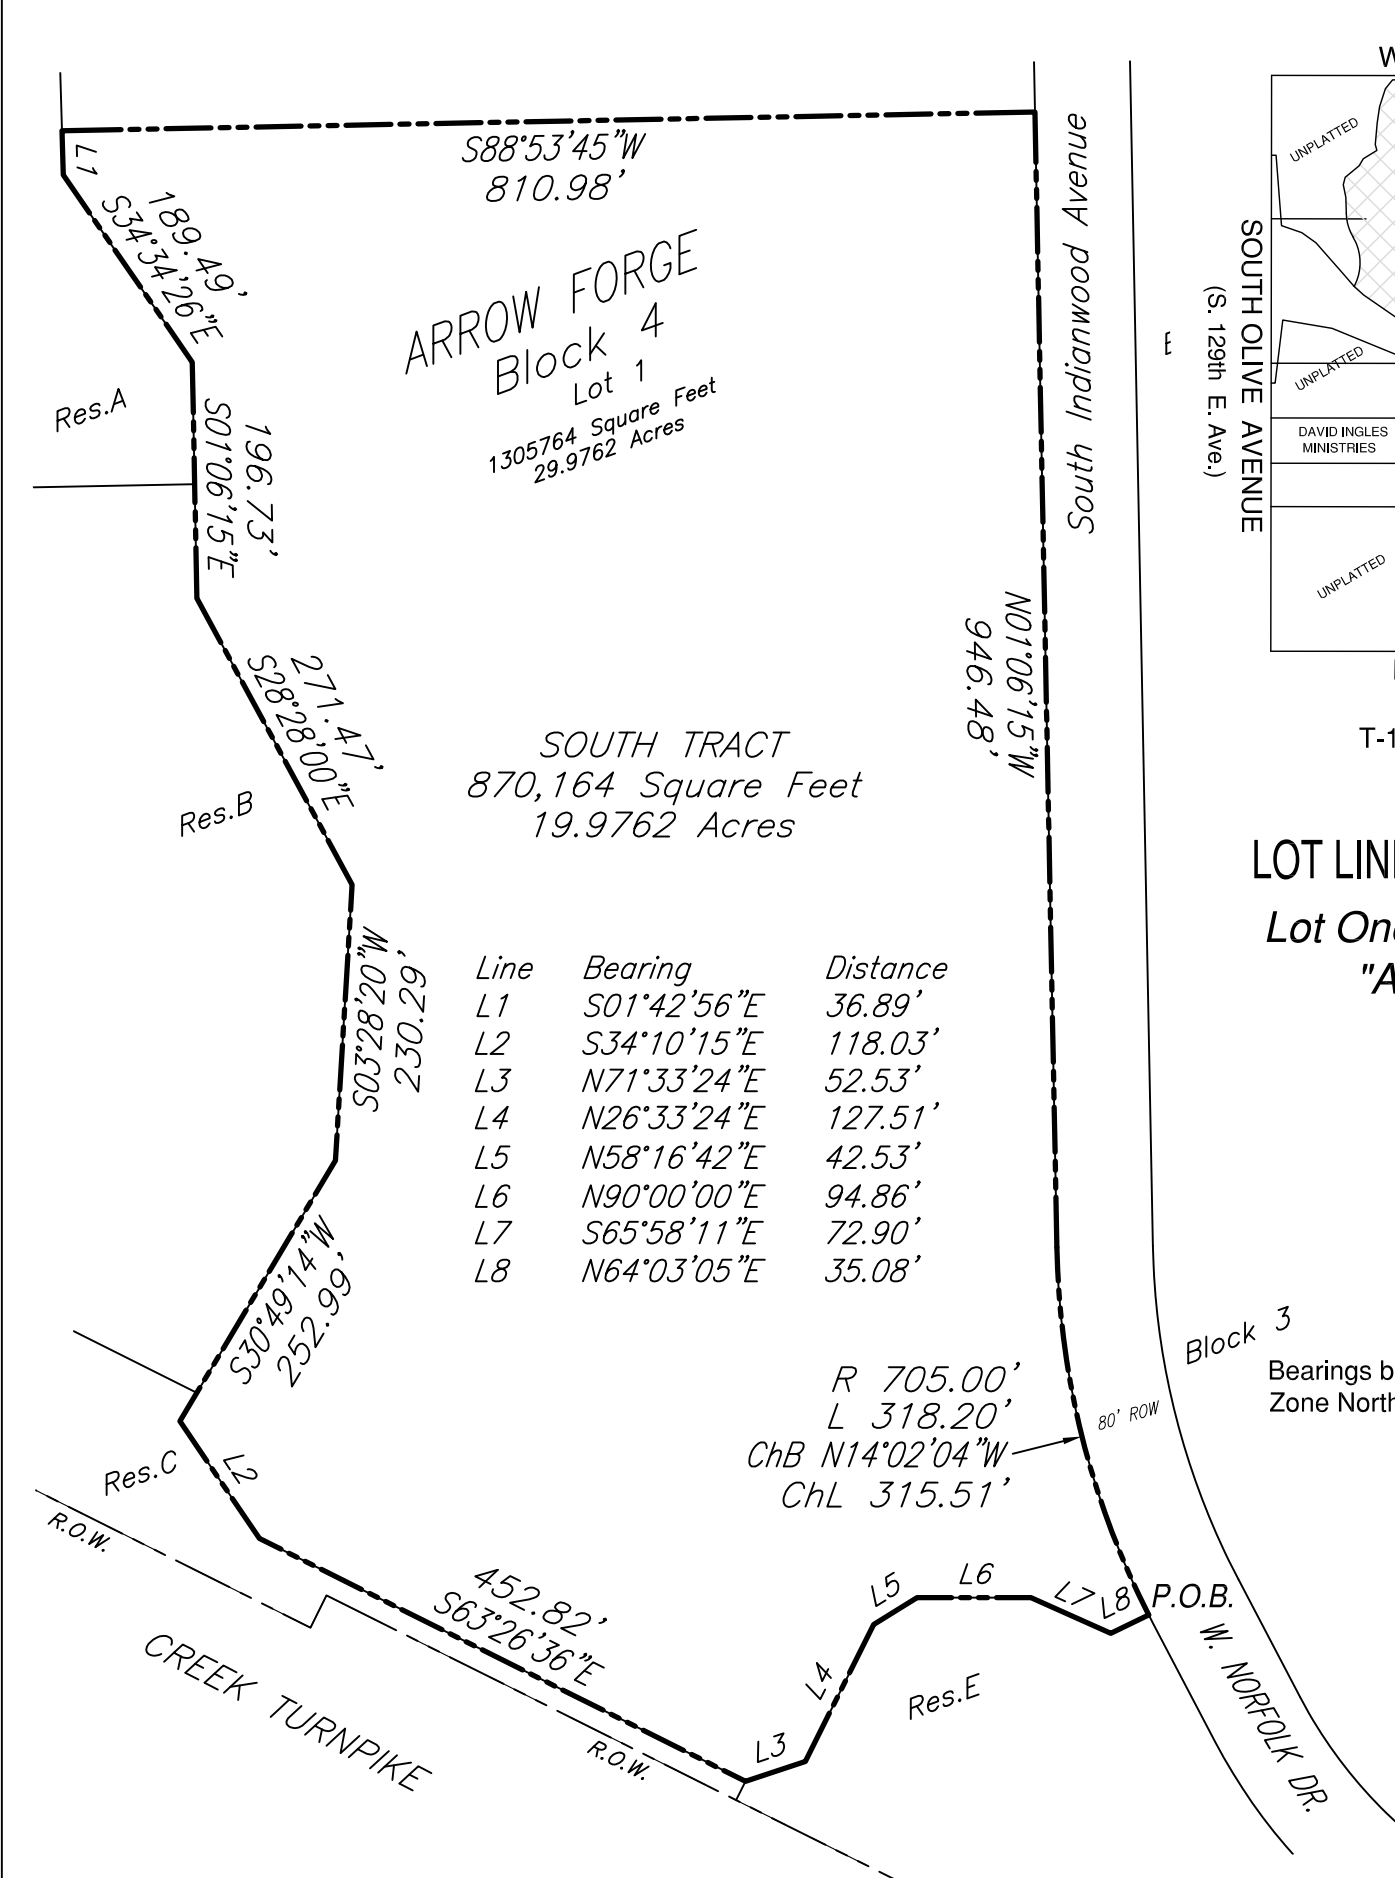 S88°53'45"W
810.98'
L1
189.49'
S34°34'26"E
ARROW FORGE
Block 4
Lot 1
1305764 Square Feet
29.9762 Acres
Res.A
196.73'
S01°06'15"E
South Indianwood Avenue
N01°06'15"W
946.48'
271.47'
S28°28'00"E
Res.B
SOUTH TRACT
870,164 Square Feet
19.9762 Acres
S03°28'20"W
230.29'
Line Bearing Distance
L1 S01°42'56"E 36.89'
L2 S34°10'15"E 118.03'
L3 N71°33'24"E 52.53'
L4 N26°33'24"E 127.51'
L5 N58°16'42"E 42.53'
L6 N90°00'00"E 94.86'
L7 S65°58'11"E 72.90'
L8 N64°03'05"E 35.08'
S30°49'14"W
252.99'
R 705.00'
L 318.20'
ChB N14°02'04"W
ChL 315.51'
80' ROW
Block 3
Res.C
L2
R.O.W.
452.82'
S63°26'36"E
CREEK TURNPIKE
R.O.W.
L3
L4
L5
L6
L7
L8
P.O.B.
Res.E
W. NORFOLK DR.
W
UNPLATTED
SOUTH OLIVE AVENUE
(S. 129th E. Ave.)
E
UNPLATTED
DAVID INGLES
MINISTRIES
UNPLATTED
T-1
LOT LIN
Lot On
"A
Bearings b
Zone North